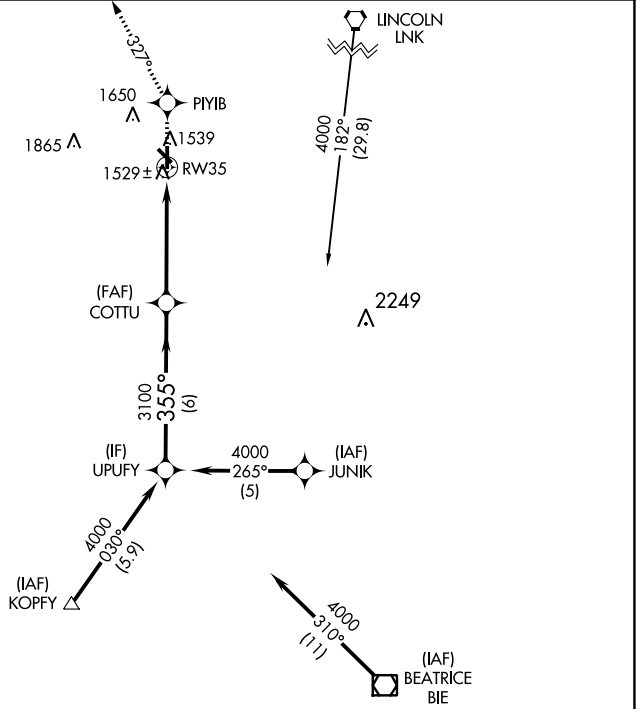 LINCOLN
LNK
327°
1650
PIYIB
1865
1539
1529 ±
RW35
4000
182°
(29.8)
(FAF)
COTTU
2249
3100
355°
(6)
(IF)
UPUFY
4000
265°
(5)
(IAF)
JUNIK
4000
030°
(5.9)
(IAF)
KOPFY
4000
310°
(11)
(IAF)
BEATRICE
BIE